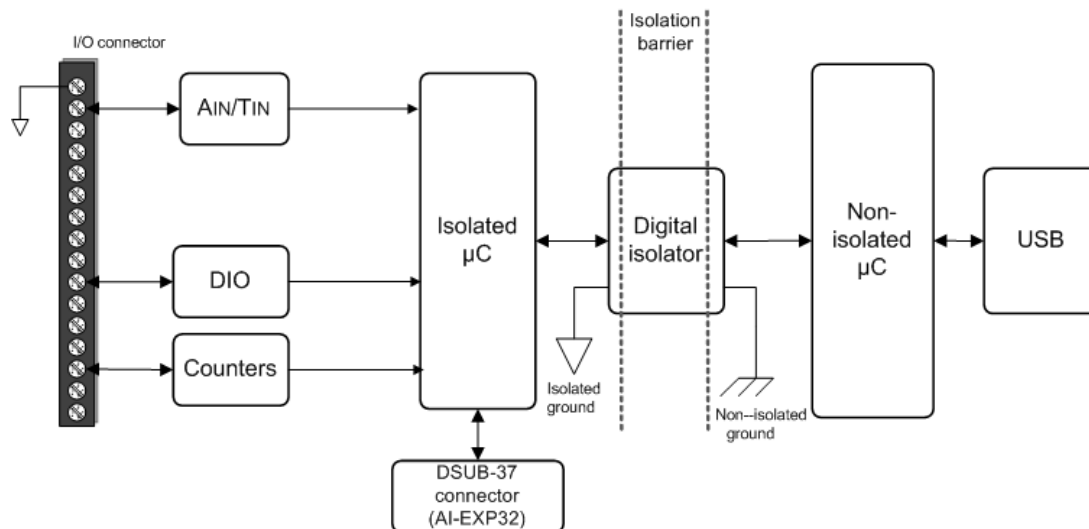 I/O connector
Isolation
barrier
AIN/TIN
Isolated
µC
Digital
isolator
Non-
isolated
µC
USB
DIO
Counters
Isolated
ground
Non--isolated
ground
DSUB-37
connector
(AI-EXP32)